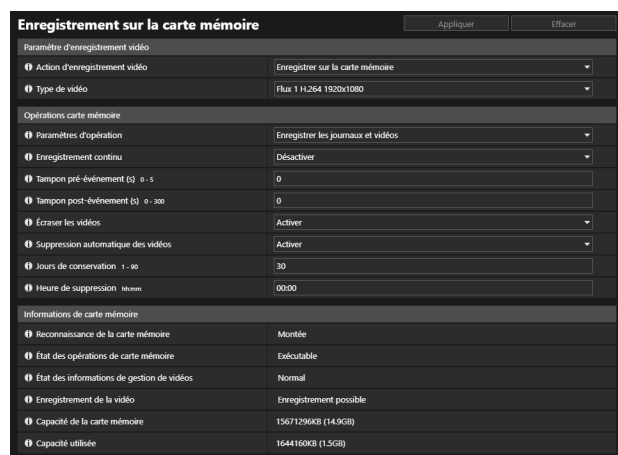 Enregistrement sur la carte mémoire Appliquer Effacer
Paramètre d'enregistrement vidéo
Action d'enregistrement vidéo Enregistrer sur la carte mémoire
Type de vidéo Flux 1 H.264 1920x1080
Opérations carte mémoire
Paramètres d'opération Enregistrer les journaux et vidéos
Enregistrement continu Désactiver
Tampon pré-événement (s) 0 - 5 0
Tampon post-événement (s) 0 - 300 0
Écraser les vidéos Activer
Suppression automatique des vidéos Activer
Jours de conservation 1 - 90 30
Heure de suppression hh:mm 00:00
Informations de carte mémoire
Reconnaissance de la carte mémoire Montée
État des opérations de carte mémoire Exécutable
État des informations de gestion de vidéos Normal
Enregistrement de la vidéo Enregistrement possible
Capacité de la carte mémoire 15671296KB (14.9GB)
Capacité utilisée 1644160KB (1.5GB)